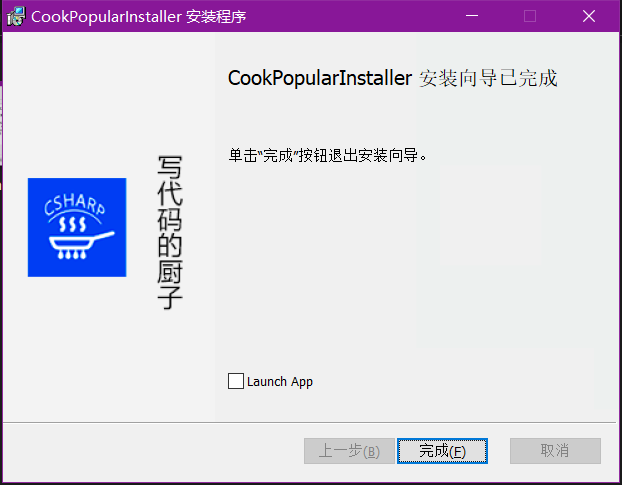 CookPopularInstaller 安装程序
CookPopularInstaller 安装向导已完成
单击“完成”按钮退出安装向导。
CSHARP
写代码的厨子
Launch App
上一步(B)
完成(F)
取消